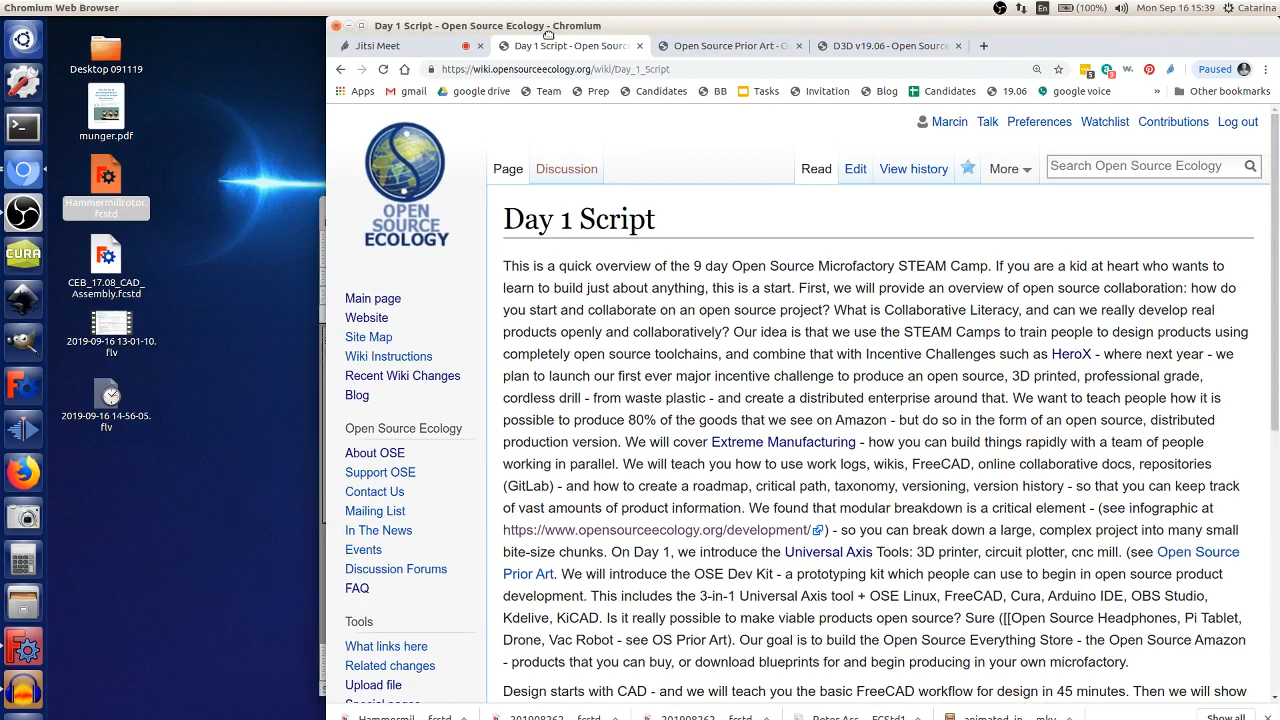 Chromium Web Browser
En
(100%)
Mon Sep 16 15:39
Catarina
Desktop 091119
munger.pdf
Hammermillrotor.
fcstd
CURA
CEB_17.08_CAD_
Assembly.fcstd
2019-09-16 13-01-10.
flv
2019-09-16 14-56-05.
flv
Day 1 Script - Open Source Ecology - Chromium
Jitsi Meet
Day 1 Script - Open Sourc
Open Source Prior Art - O
D3D v19.06 - Open Source
https://wiki.opensourceecology.org/wiki/Day_1_Script
Paused
Apps
gmail
google drive
Team
Prep
Candidates
BB
Tasks
Blog
19.06
google voice
»
Other bookmarks
Marcin
Talk
Preferences
Watchlist
Contributions
Log out
OPEN
SOURCE
ECOLOGY
Page
Discussion
Read
Edit
View history
More
Search Open Source Ecology
Main page
Website
Site Map
Wiki Instructions
Recent Wiki Changes
Blog
Open Source Ecology
About OSE
Support OSE
Contact Us
Mailing List
In The News
Events
Discussion Forums
FAQ
Tools
What links here
Related changes
Upload file
Day 1 Script
This is a quick overview of the 9 day Open Source Microfactory STEAM Camp. If you are a kid at heart who wants to
learn to build just about anything, this is a start. First, we will provide an overview of open source collaboration: how do
you start and collaborate on an open source project? What is Collaborative Literacy, and can we really develop real
products openly and collaboratively? Our idea is that we use the STEAM Camps to train people to design products using
completely open source toolchains, and combine that with Incentive Challenges such as HeroX - where next year - we
plan to launch our first ever major incentive challenge to produce an open source, 3D printed, professional grade,
cordless drill - from waste plastic - and create a distributed enterprise around that. We want to teach people how it is
possible to produce 80% of the goods that we see on Amazon - but do so in the form of an open source, distributed
production version. We will cover Extreme Manufacturing - how you can build things rapidly with a team of people
working in parallel. We will teach you how to use work logs, wikis, FreeCAD, online collaborative docs, repositories
(GitLab) - and how to create a roadmap, critical path, taxonomy, versioning, version history - so that you can keep track
of vast amounts of product information. We found that modular breakdown is a critical element - (see infographic at
https://www.opensourceecology.org/development/ ) - so you can break down a large, complex project into many small
bite-size chunks. On Day 1, we introduce the Universal Axis Tools: 3D printer, circuit plotter, cnc mill. (see Open Source
Prior Art. We will introduce the OSE Dev Kit - a prototyping kit which people can use to begin in open source product
development. This includes the 3-in-1 Universal Axis tool + OSE Linux, FreeCAD, Cura, Arduino IDE, OBS Studio,
Kdelive, KiCAD. Is it really possible to make viable products open source? Sure ([[Open Source Headphones, Pi Tablet,
Drone, Vac Robot - see OS Prior Art). Our goal is to build the Open Source Everything Store - the Open Source Amazon
- products that you can buy, or download blueprints for and begin producing in your own microfactory.
Design starts with CAD - and we will teach you the basic FreeCAD workflow for design in 45 minutes. Then we will show
Show all